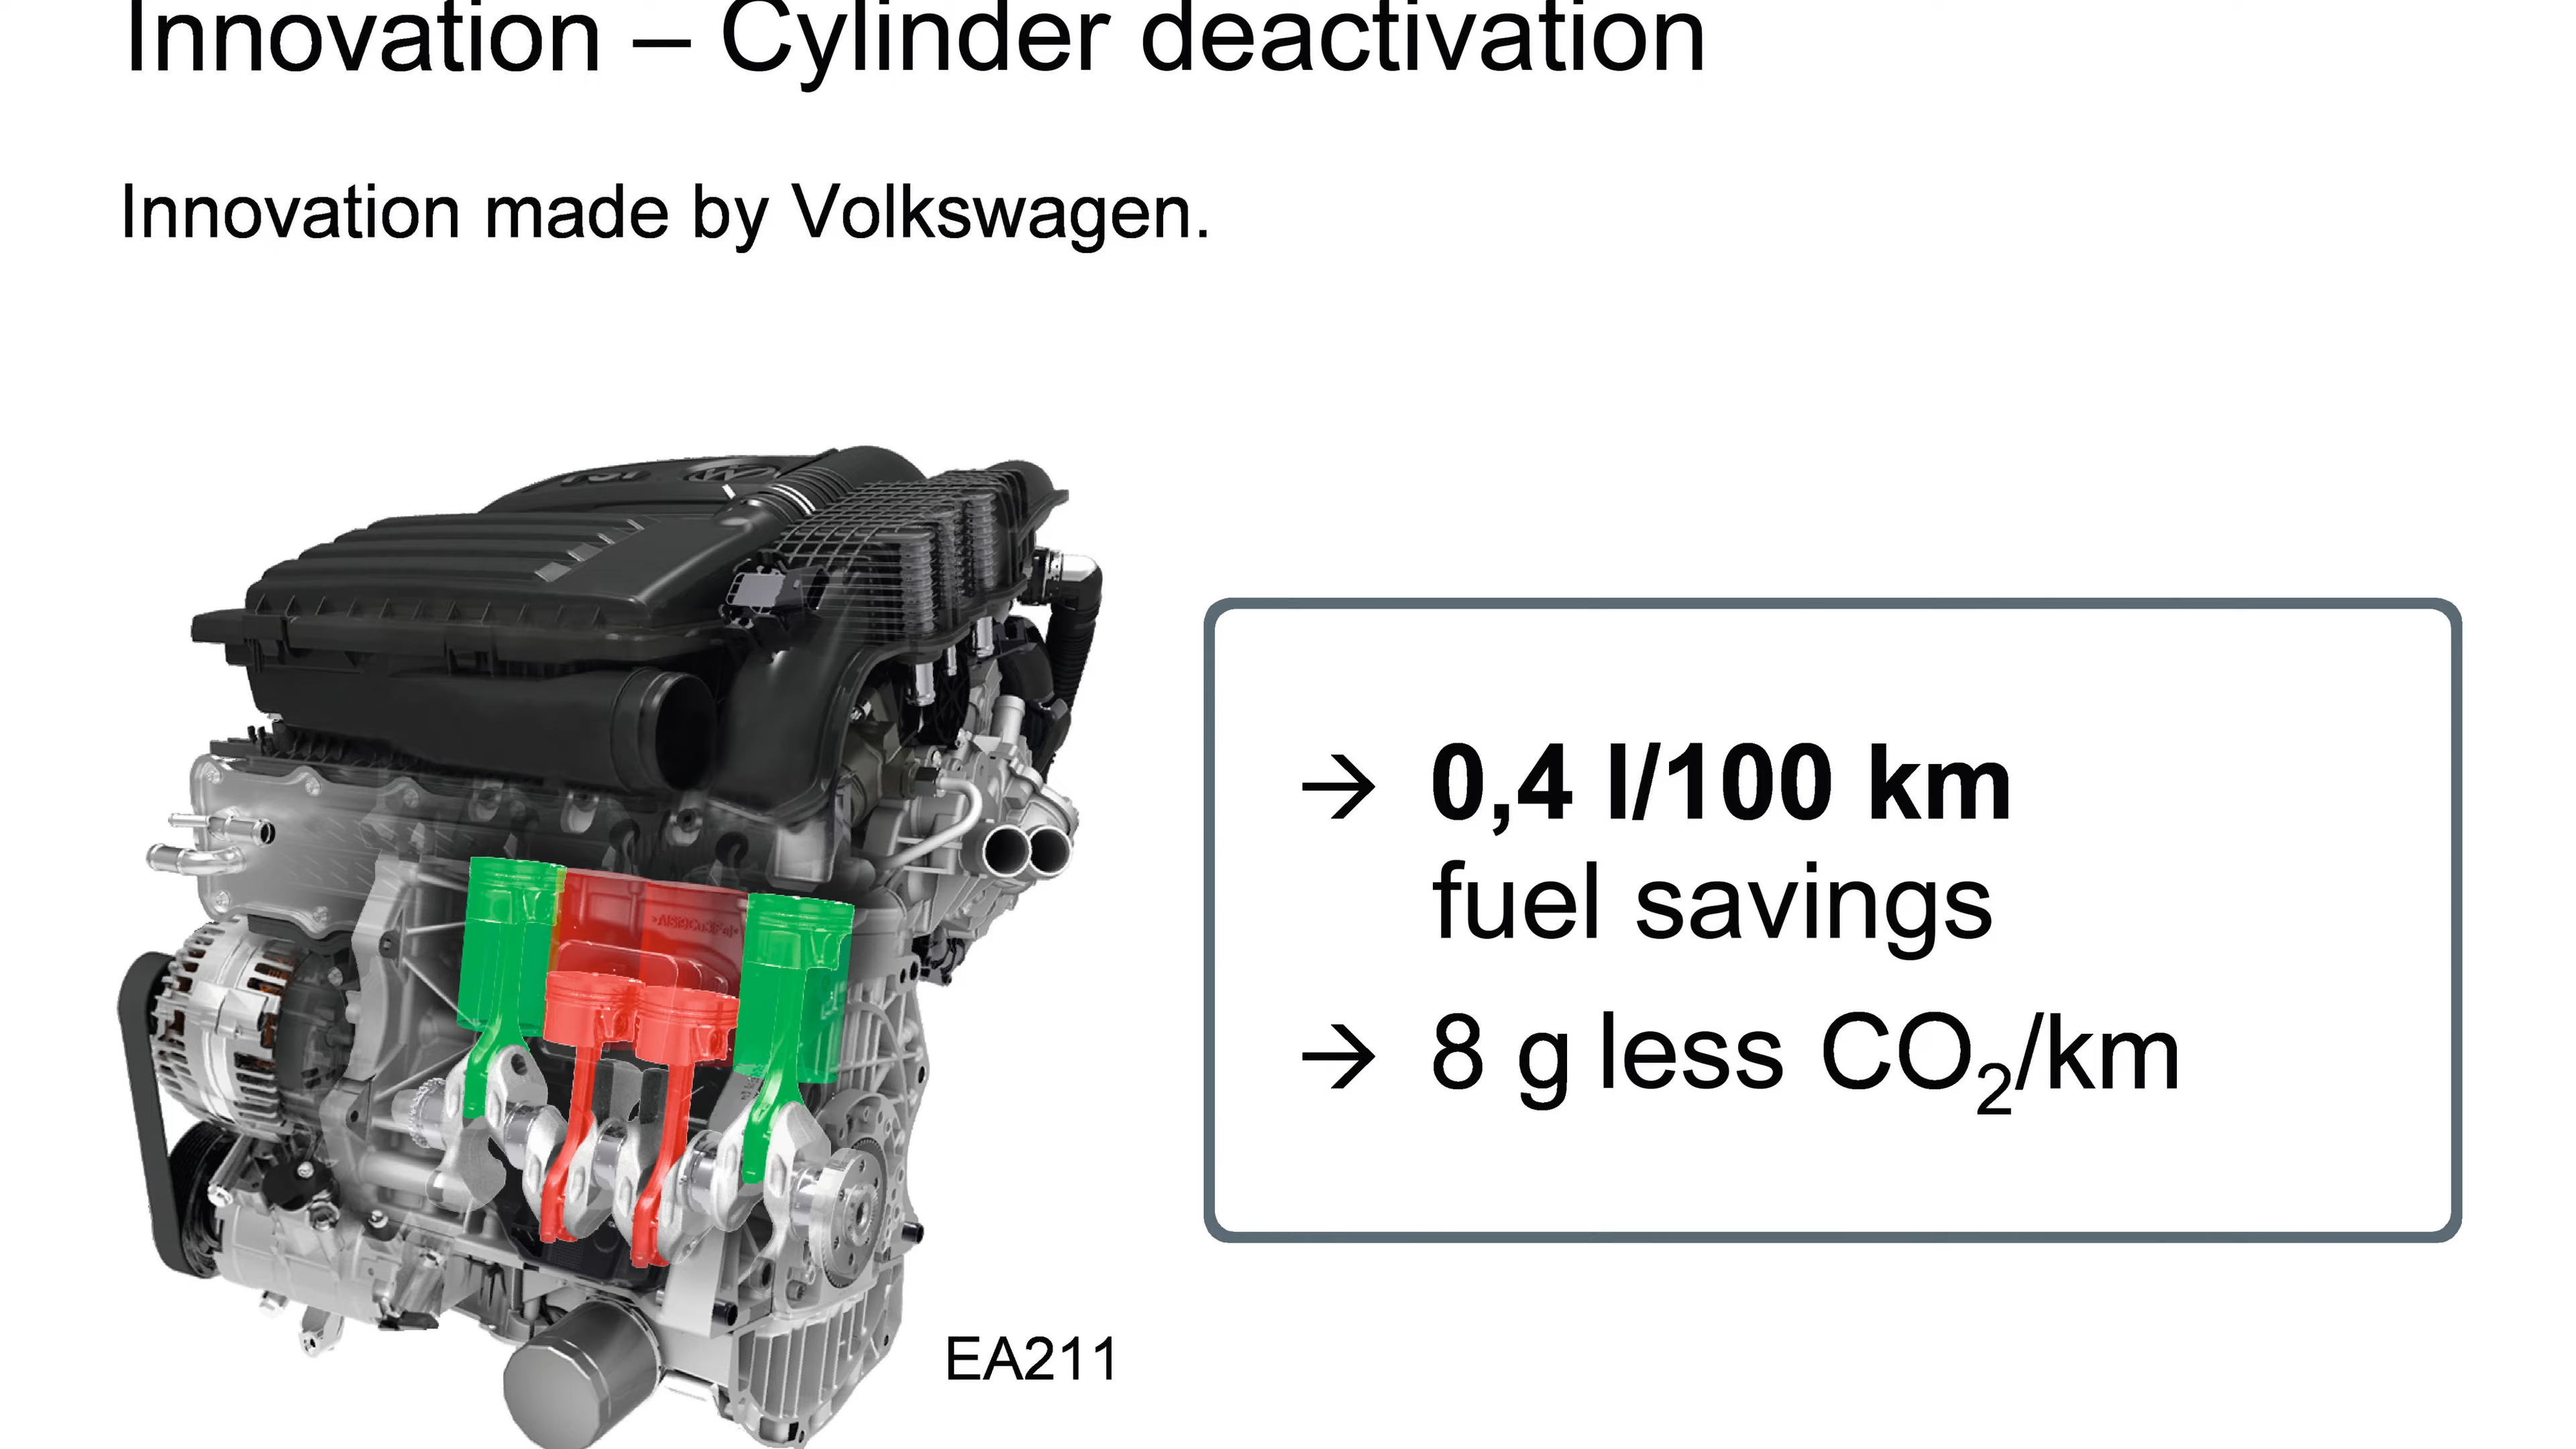 Innovation – Cylinder deactivation
Innovation made by Volkswagen.
→ 0,4 l/100 km
fuel savings
→ 8 g less CO₂/km
EA211